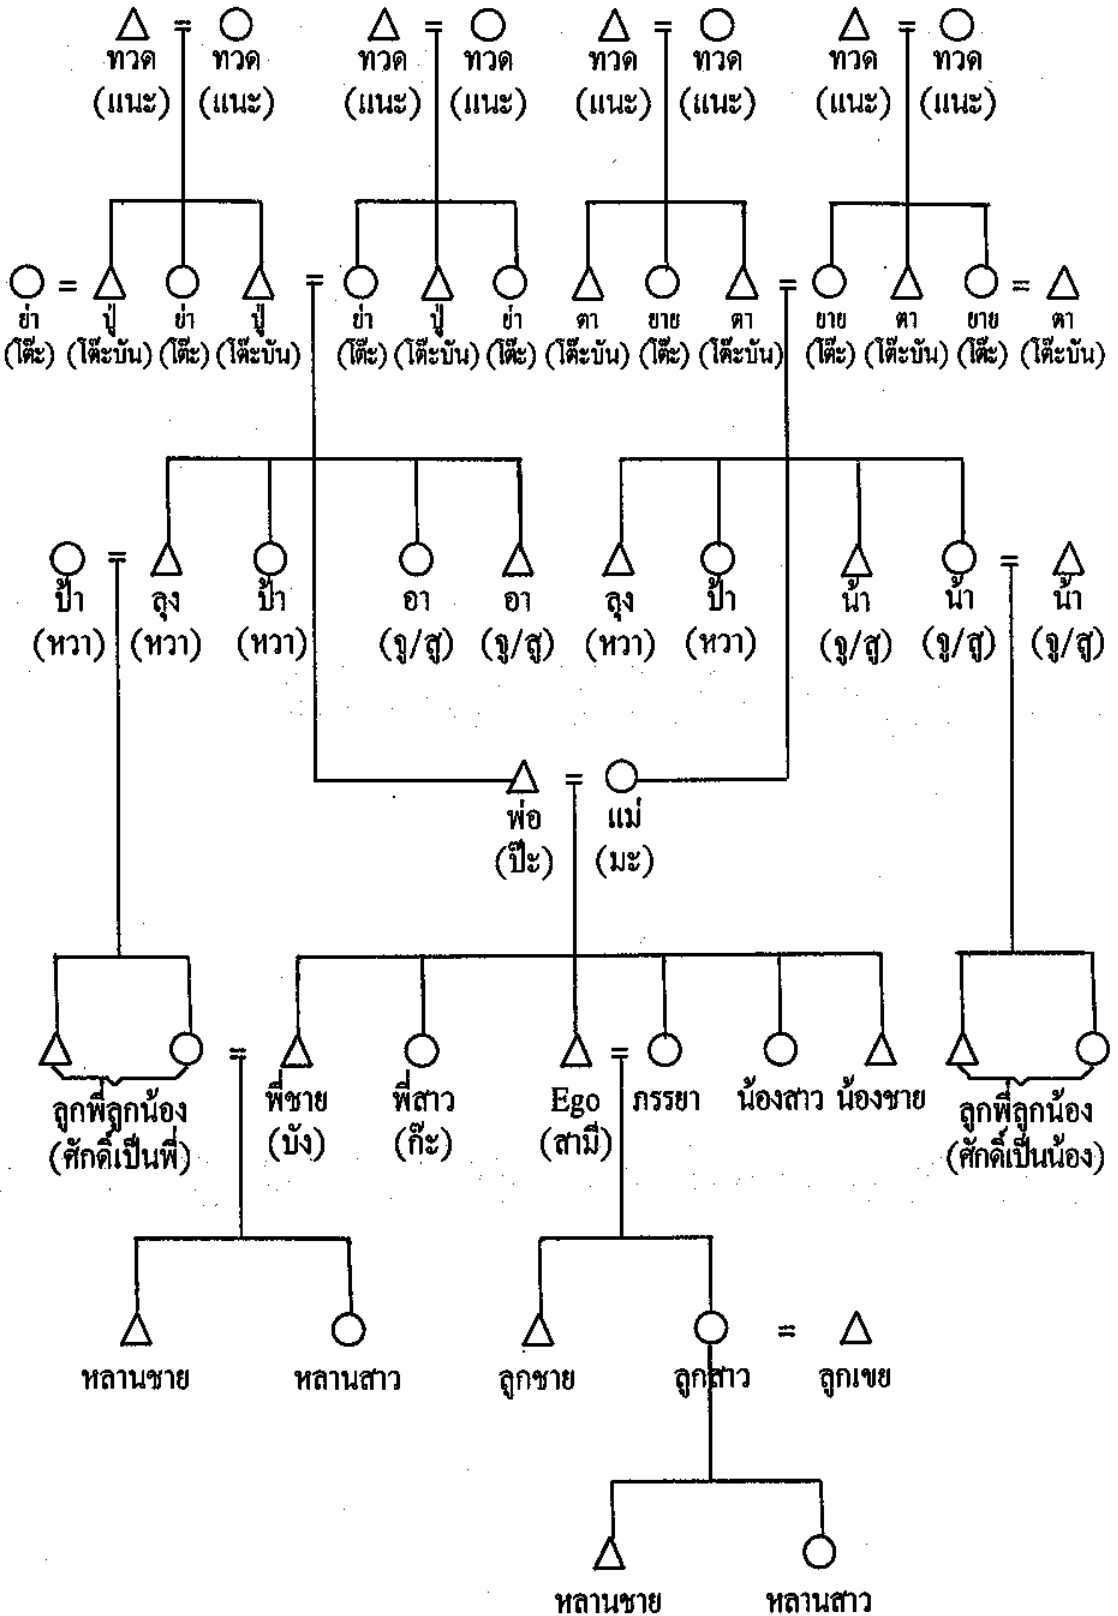 ทวด ทวด ทวด ทวด ทวด ทวด ทวด ทวด
(แนะ) (แนะ) (แนะ) (แนะ) (แนะ) (แนะ) (แนะ) (แนะ)
ย่า ปู่ ย่า ปู่ ย่า ปู่ ย่า ตา ยาย ตา ยาย ตา ยาย ตา
(โต๊ะ) (โต๊ะบัน) (โต๊ะ) (โต๊ะบัน) (โต๊ะ) (โต๊ะบัน) (โต๊ะ) (โต๊ะบัน) (โต๊ะ) (โต๊ะบัน) (โต๊ะ) (โต๊ะบัน) (โต๊ะ) (โต๊ะบัน)
ป้า ลุง ป้า อา อา ลุง ป้า น้า น้า น้า
(หวา) (หวา) (หวา) (จู/สู) (จู/สู) (หวา) (หวา) (จู/สู) (จู/สู) (จู/สู)
พ่อ แม่
(ป๊ะ) (มะ)
ลูกพี่ลูกน้อง พี่ชาย พี่สาว Ego ภรรยา น้องสาว น้องชาย ลูกพี่ลูกน้อง
(ศักดิ์เป็นพี่) (บัง) (ก๊ะ) (สามี) (ศักดิ์เป็นน้อง)
หลานชาย หลานสาว ลูกชาย ลูกสาว ลูกเขย
หลานชาย หลานสาว